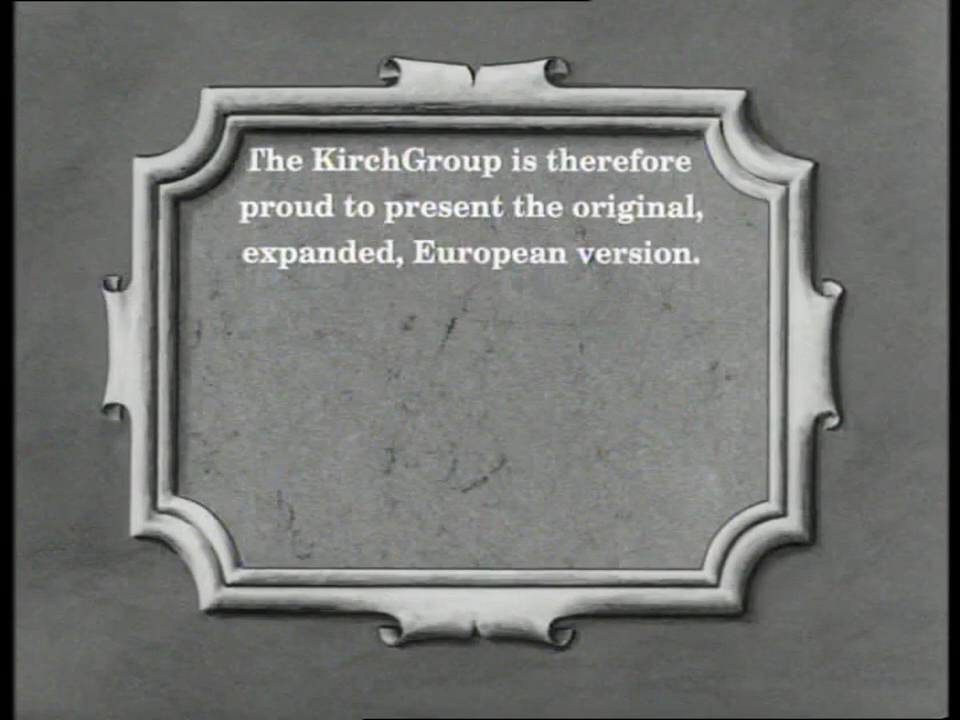 The KirchGroup is therefore
proud to present the original,
expanded, European version.